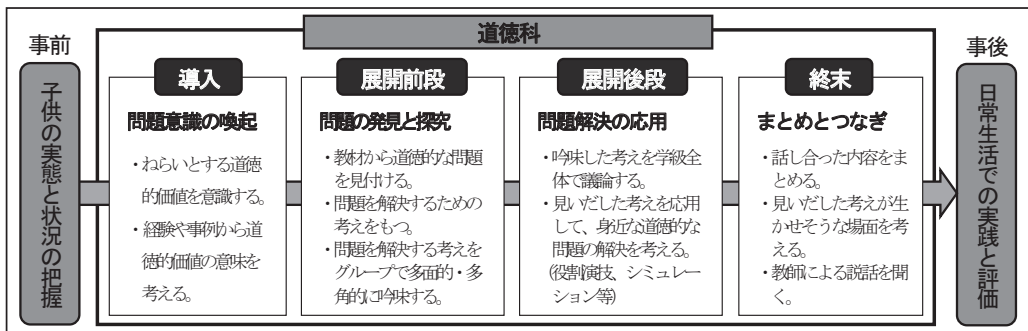 道徳科
事前
子供の実態と状況の把握
導入
問題意識の喚起
・ねらいとする道徳
的価値を意識する。
・経験や事例から道
徳的価値の意味を
考える。
展開前段
問題の発見と探究
・教材から道徳的な問題
を見付ける。
・問題を解決するための
考えをもつ。
・問題を解決する考えを
グループで多面的・多
角的に吟味する。
展開後段
問題解決の応用
・吟味した考えを学級全
体で議論する。
・見いだした考えを応用
して、身近な道徳的な
問題の解決を考える。
(役割演技、シミュレー
ション等)
終末
まとめとつなぎ
・話し合った内容をま
とめる。
・見いだした考えが生
かせそうな場面を考
える。
・教師による説話を聞
く。
事後
日常生活での実践と評価